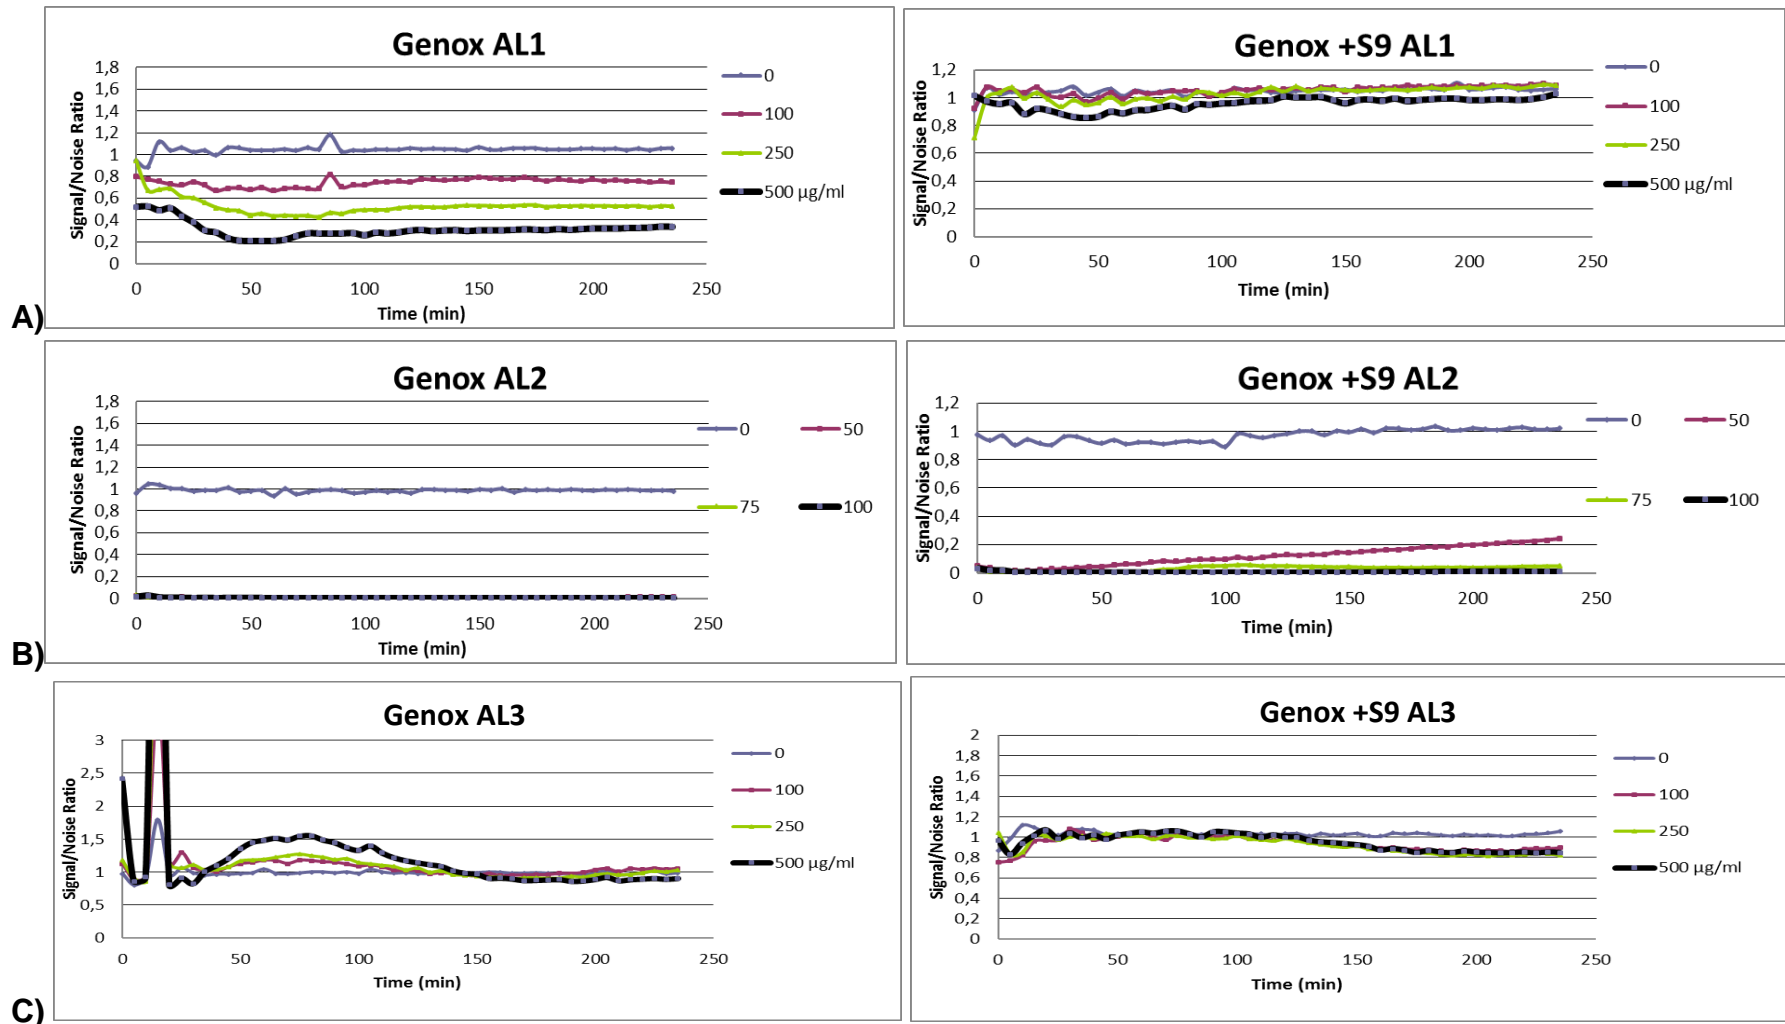 Genox AL1
Signal/Noise Ratio
1,8
1,6
1,4
1,2
1
0,8
0,6
0,4
0,2
0
0 50 100 150 200 250
Time (min)
0
100
250
500 µg/ml
Genox +S9 AL1
Signal/Noise Ratio
1,2
1
0,8
0,6
0,4
0,2
0
0 50 100 150 200 250
Time (min)
0
100
250
500 µg/ml
A)
Genox AL2
Signal/Noise Ratio
1,8
1,6
1,4
1,2
1
0,8
0,6
0,4
0,2
0
0 50 100 150 200 250
Time (min)
0 50
75 100
Genox +S9 AL2
Signal/Noise Ratio
1,2
1
0,8
0,6
0,4
0,2
0
0 50 100 150 200 250
Time (min)
0 50
75 100
B)
Genox AL3
Signal/Noise Ratio
3
2,5
2
1,5
1
0,5
0
0 50 100 150 200 250
Time (min)
0
100
250
500 µg/ml
Genox +S9 AL3
Signal/Noise Ratio
2
1,8
1,6
1,4
1,2
1
0,8
0,6
0,4
0,2
0
0 50 100 150 200 250
Time (min)
0
100
250
500 µg/ml
C)